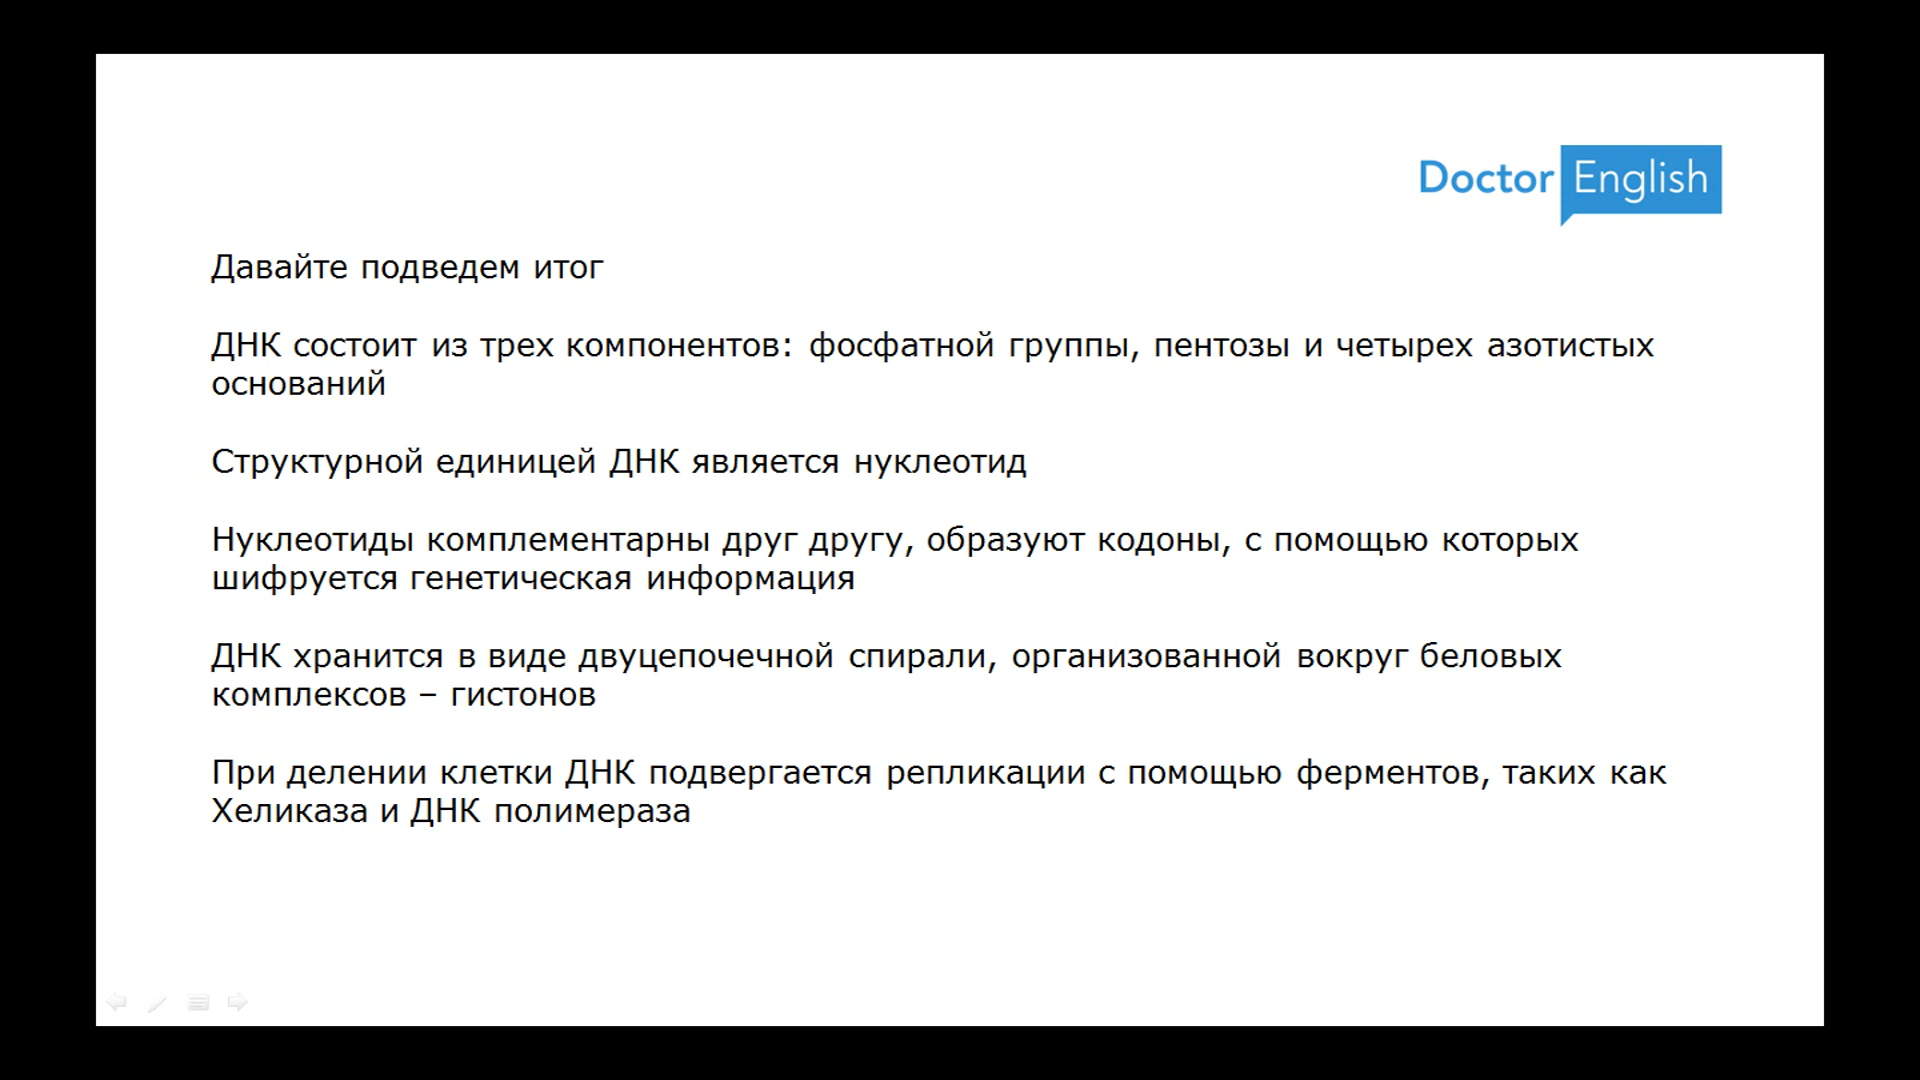 Doctor English
Давайте подведем итог
ДНК состоит из трех компонентов: фосфатной группы, пентозы и четырех азотистых
оснований
Структурной единицей ДНК является нуклеотид
Нуклеотиды комплементарны друг другу, образуют кодоны, с помощью которых
шифруется генетическая информация
ДНК хранится в виде двуцепочечной спирали, организованной вокруг беловых
комплексов – гистонов
При делении клетки ДНК подвергается репликации с помощью ферментов, таких как
Хеликаза и ДНК полимераза